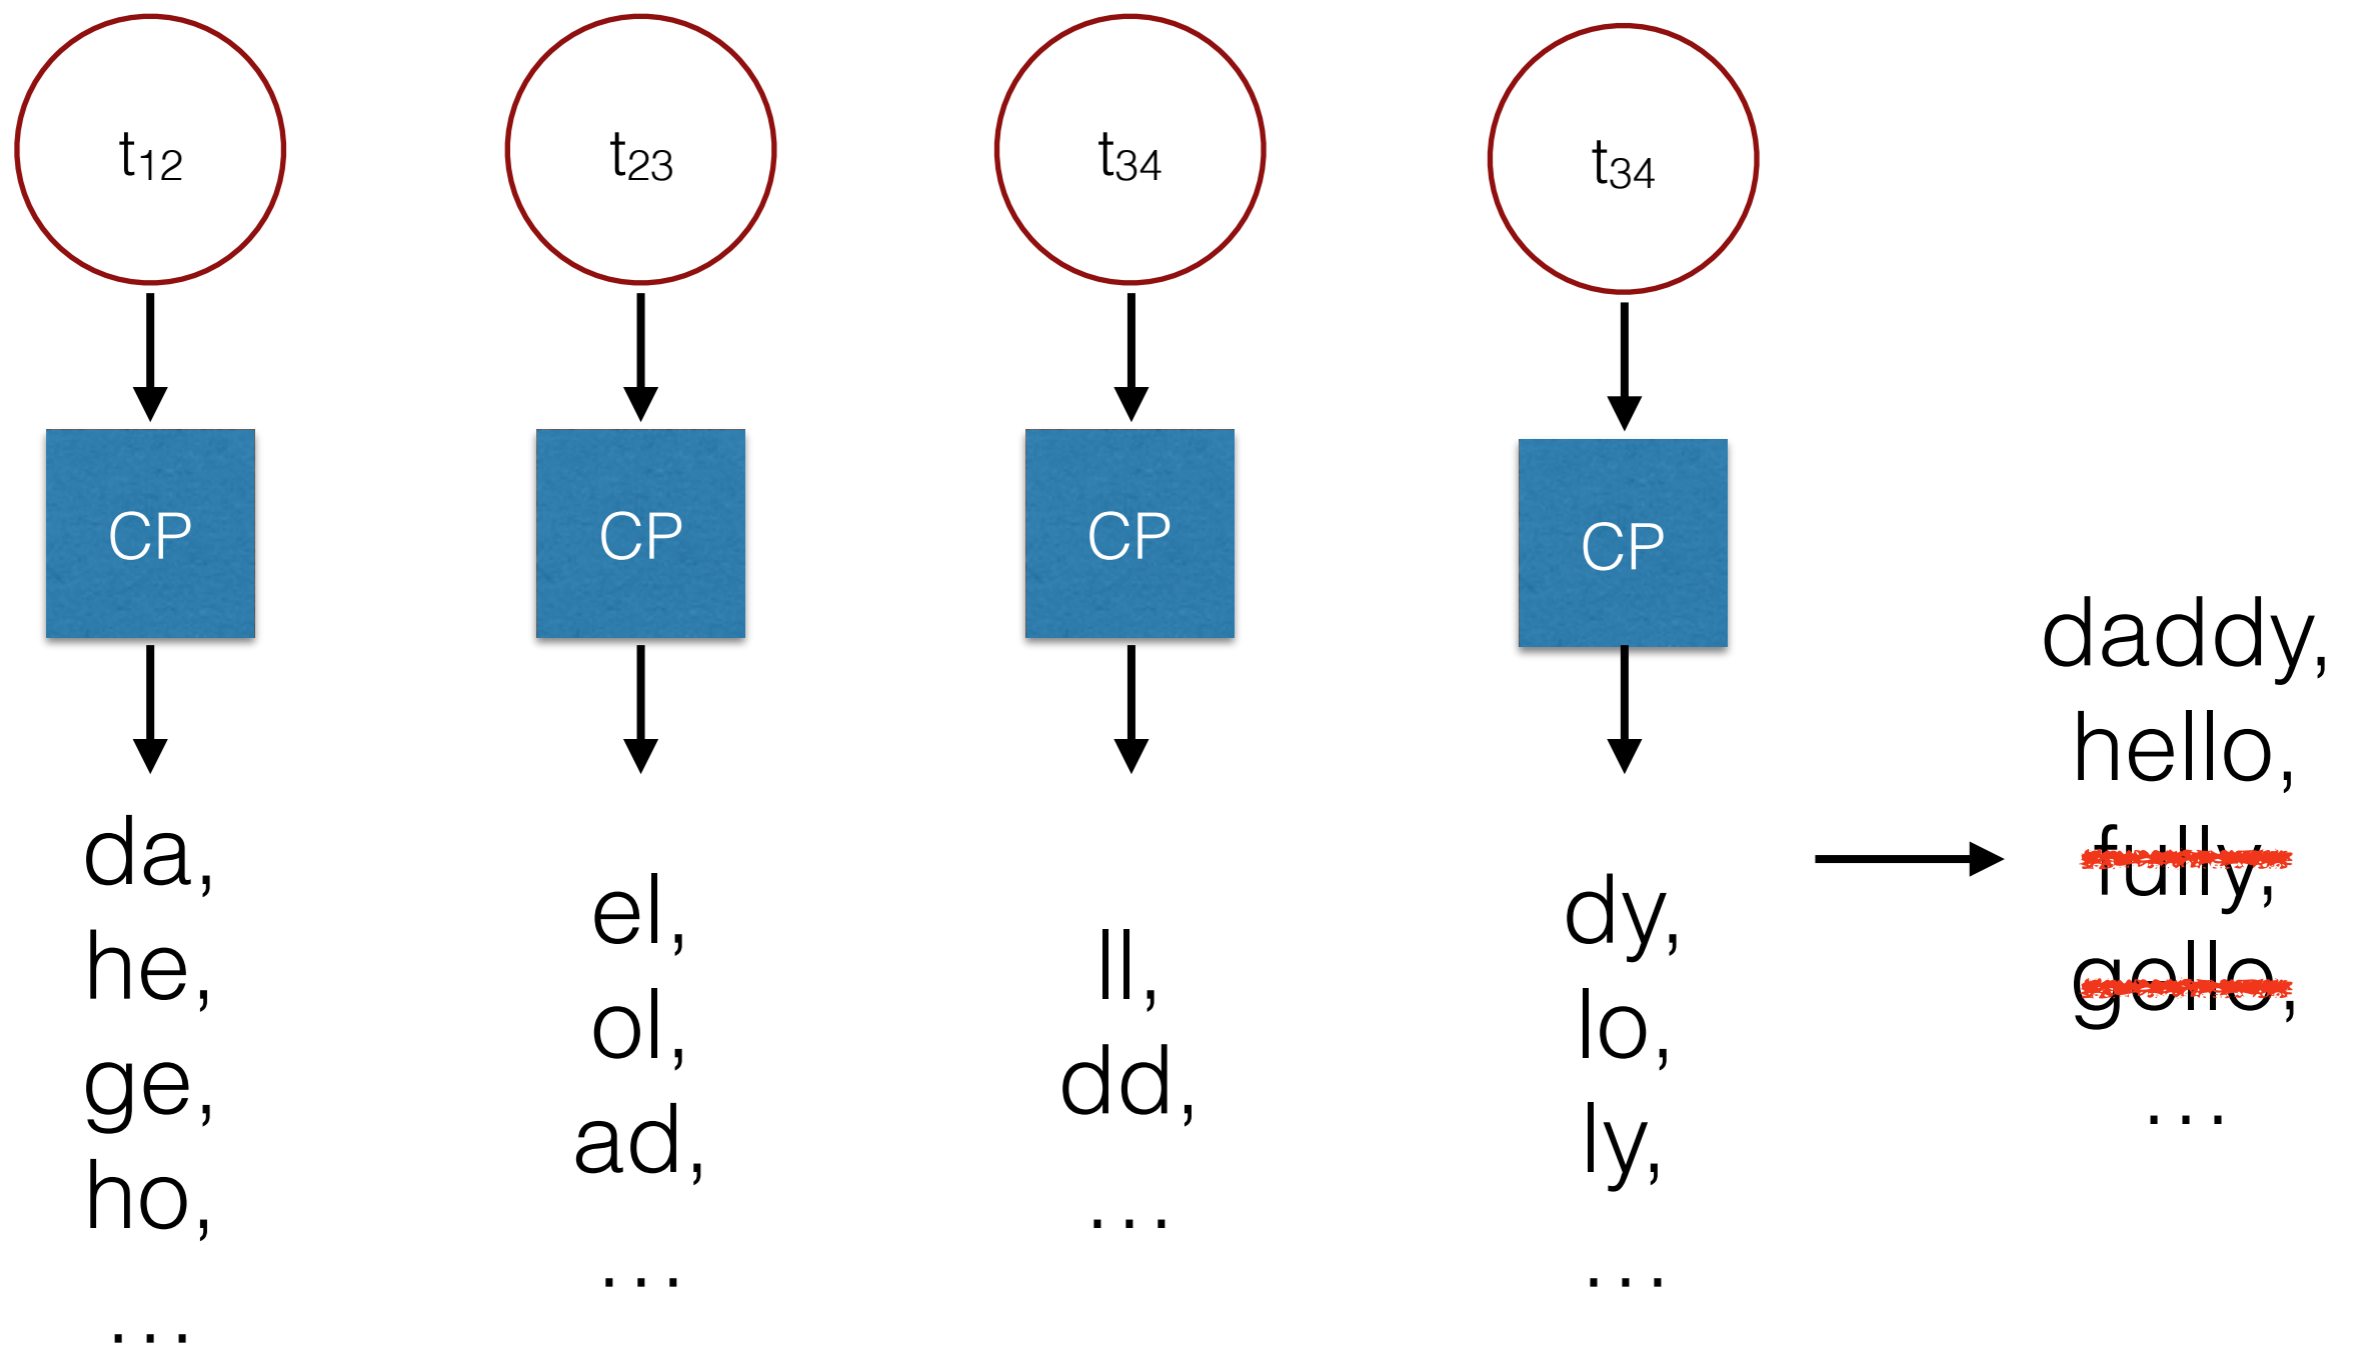 t12
t23
t34
t34
CP
CP
CP
CP
da,
he,
ge,
ho,
...
el,
ol,
ad,
...
ll,
dd,
...
dy,
lo,
ly,
...
daddy,
hello,
fully,
gello,
...